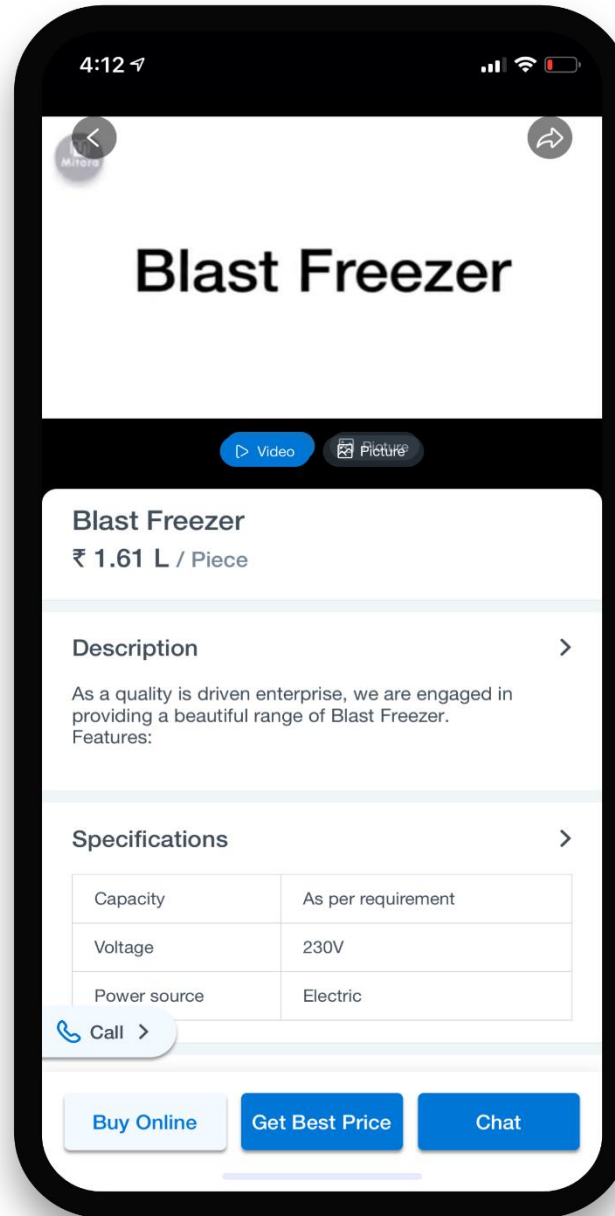 4:12
Mitora
Blast Freezer
Video
Picture
Blast Freezer
₹ 1.61 L / Piece
Description
As a quality is driven enterprise, we are engaged in
providing a beautiful range of Blast Freezer.
Features:
Specifications
Capacity As per requirement
Voltage 230V
Power source Electric
Call
Buy Online Get Best Price Chat